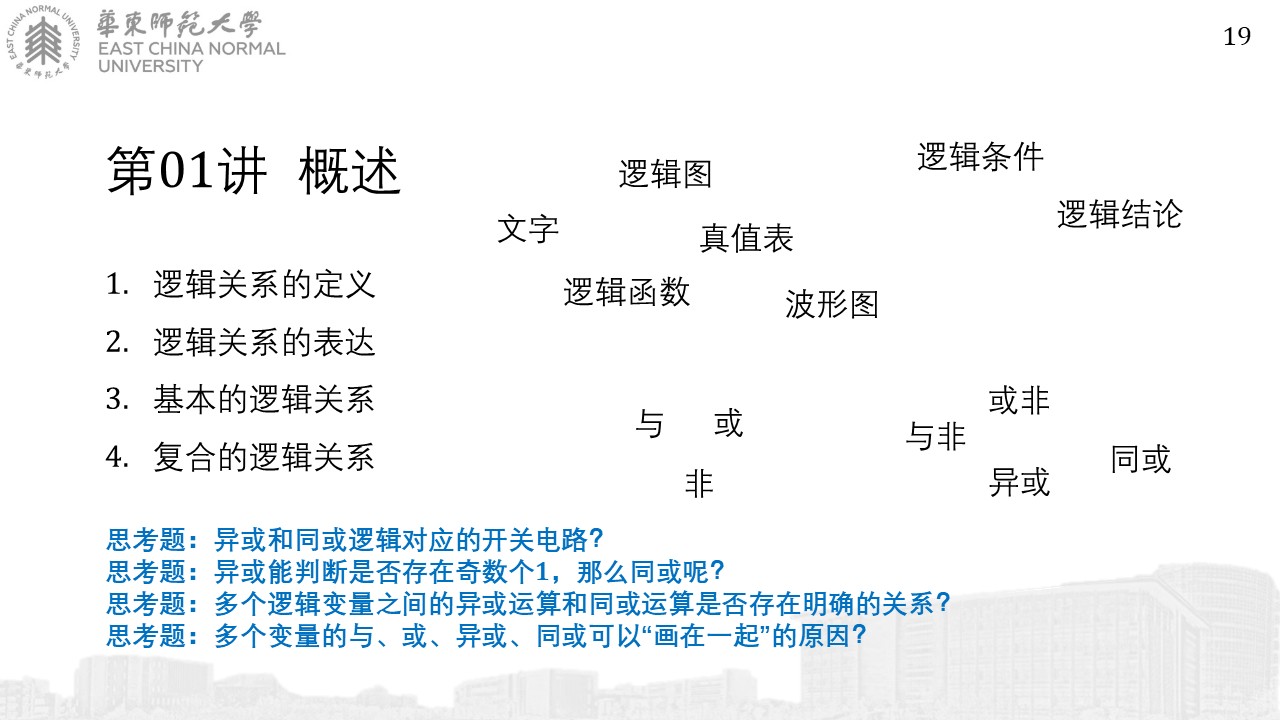 華東師範大學
EAST CHINA NORMAL
UNIVERSITY
EAST CHINA NORMAL UNIVERSITY
華東师范大学
19
第01讲 概述
逻辑图
逻辑条件
文字
真值表
逻辑结论
逻辑函数
波形图
1. 逻辑关系的定义
2. 逻辑关系的表达
3. 基本的逻辑关系
4. 复合的逻辑关系
与
或
非
或非
与非
异或
同或
思考题：异或和同或逻辑对应的开关电路？
思考题：异或能判断是否存在奇数个1，那么同或呢？
思考题：多个逻辑变量之间的异或运算和同或运算是否存在明确的关系？
思考题：多个变量的与、或、异或、同或可以“画在一起”的原因？